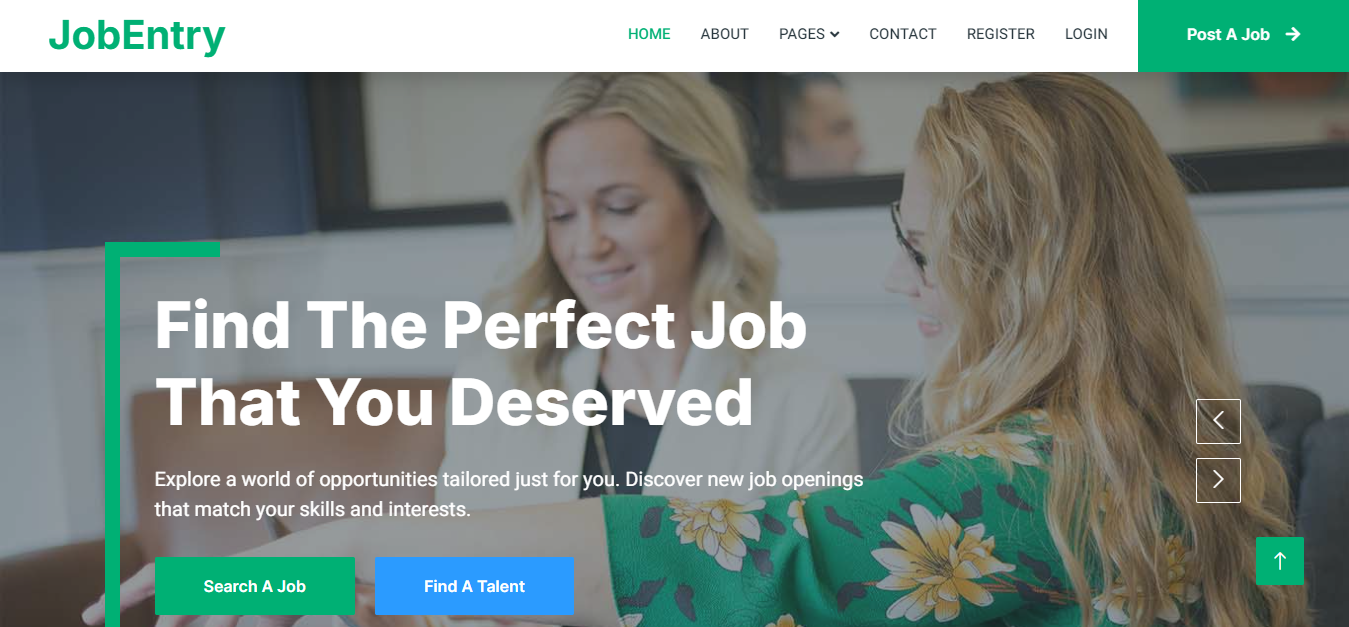 JobEntry
HOME ABOUT PAGES CONTACT REGISTER LOGIN Post A Job
Find The Perfect Job
That You Deserved
Explore a world of opportunities tailored just for you. Discover new job openings
that match your skills and interests.
Search A Job Find A Talent